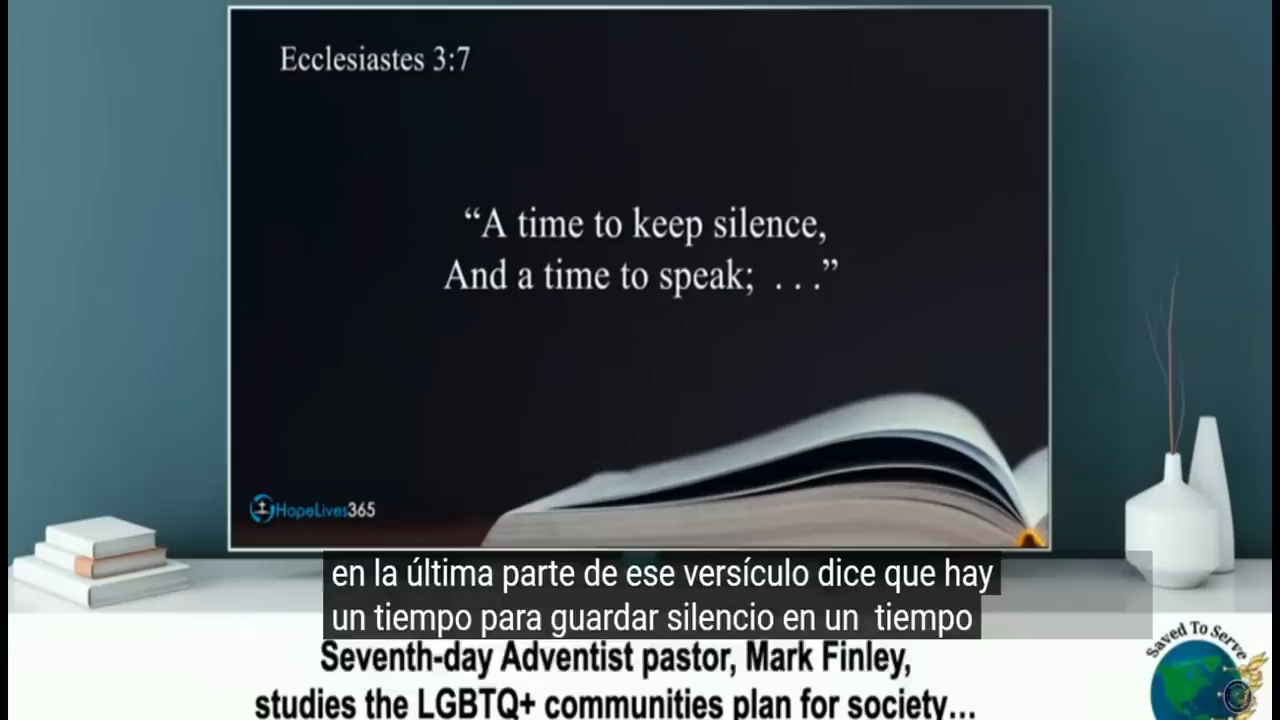 Ecclesiastes 3:7
“A time to keep silence,
And a time to speak; . . .”
HopeLives365
en la última parte de ese versículo dice que hay
un tiempo para guardar silencio en un tiempo
Seventh-day Adventist pastor, Mark Finley,
studies the LGBTQ+ communities plan for society...
Saved To Serve